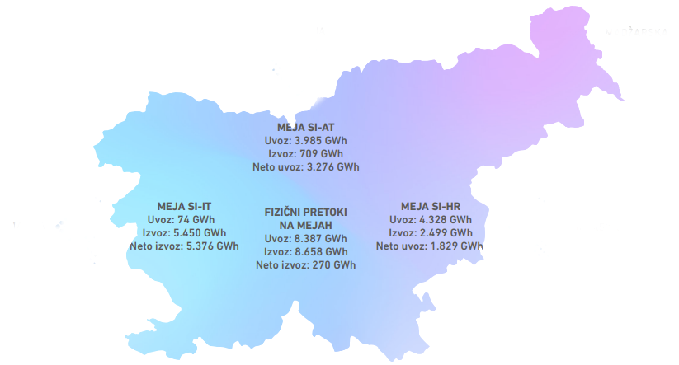 MEJA SI-AT
Uvoz: 3.985 GWh
Izvoz: 709 GWh
Neto uvoz: 3.276 GWh
MEJA SI-IT
Uvoz: 74 GWh
Izvoz: 5.450 GWh
Neto izvoz: 5.376 GWh
FIZIČNI PRETOKI
NA MEJAH
Uvoz: 8.387 GWh
Izvoz: 8.658 GWh
Neto izvoz: 270 GWh
MEJA SI-HR
Uvoz: 4.328 GWh
Izvoz: 2.499 GWh
Neto uvoz: 1.829 GWh